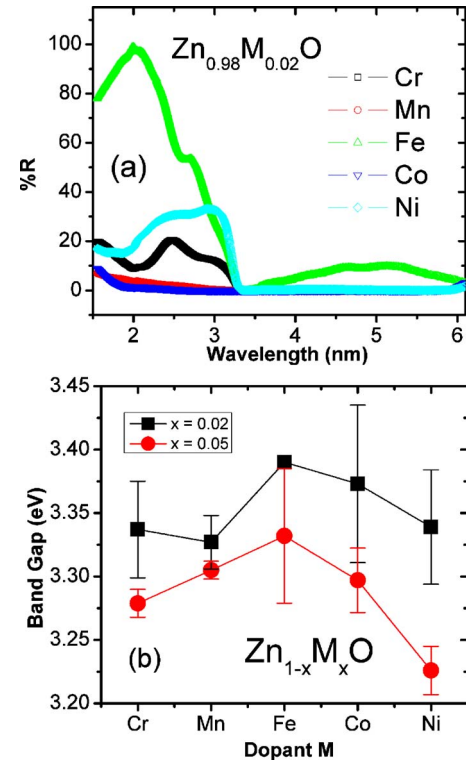 (a)
Zn0.98M0.02O
Cr
Mn
Fe
Co
Ni
100
80
60
40
20
0
%R
2
3
4
5
6
Wavelength (nm)
3.45
3.40
3.35
3.30
3.25
3.20
Band Gap (eV)
x = 0.02
x = 0.05
(b)
Zn1-xMxO
Cr
Mn
Fe
Co
Ni
Dopant M